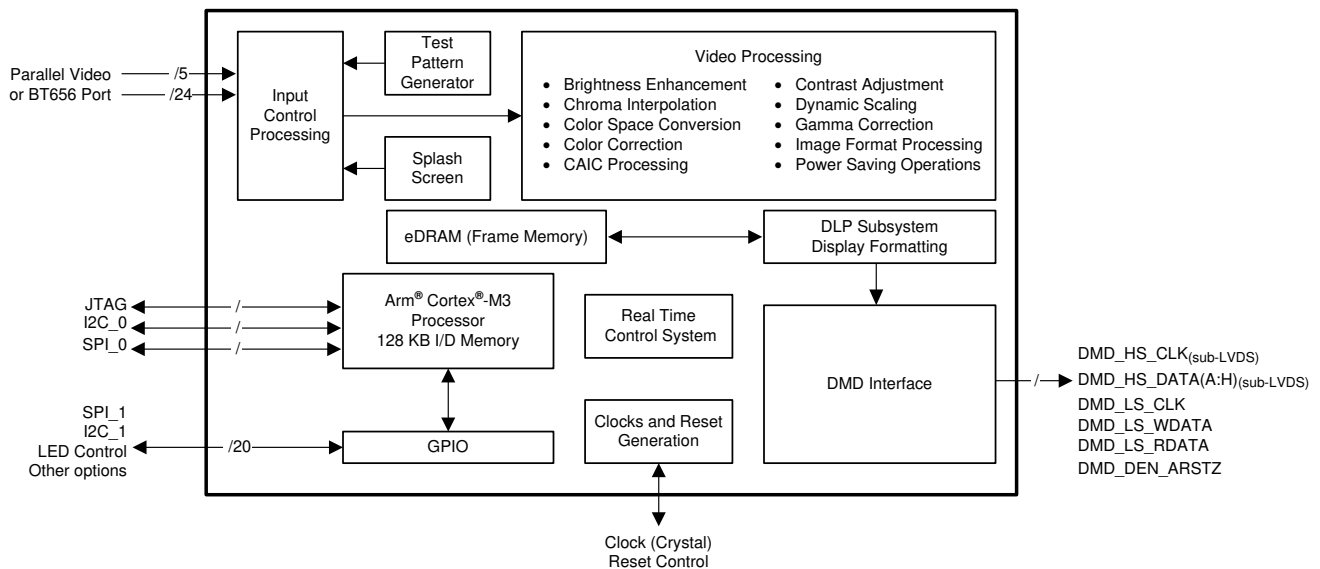 Parallel Video
or BT656 Port
/5
/24
Input
Control
Processing
Test
Pattern
Generator
Splash
Screen
Video Processing
• Brightness Enhancement
• Chroma Interpolation
• Color Space Conversion
• Color Correction
• CAIC Processing
• Contrast Adjustment
• Dynamic Scaling
• Gamma Correction
• Image Format Processing
• Power Saving Operations
eDRAM (Frame Memory)
DLP Subsystem
Display Formatting
JTAG
I2C_0
SPI_0
/
/
/
Arm® Cortex®-M3
Processor
128 KB I/D Memory
Real Time
Control System
DMD Interface
/
DMD_HS_CLK(sub-LVDS)
DMD_HS_DATA(A:H)(sub-LVDS)
DMD_LS_CLK
DMD_LS_WDATA
DMD_LS_RDATA
DMD_DEN_ARSTZ
SPI_1
I2C_1
LED Control
Other options
/20
GPIO
Clocks and Reset
Generation
Clock (Crystal)
Reset Control